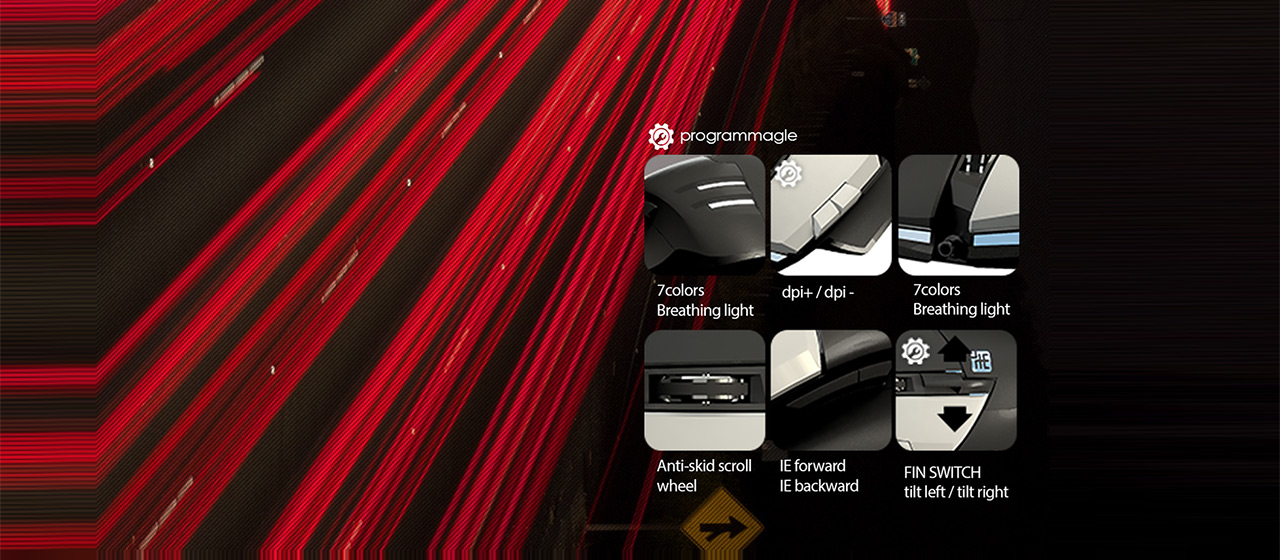 programmagle
7colors
Breathing light
dpi+ / dpi -
7colors
Breathing light
Anti-skid scroll
wheel
IE forward
IE backward
FIN SWITCH
tilt left / tilt right